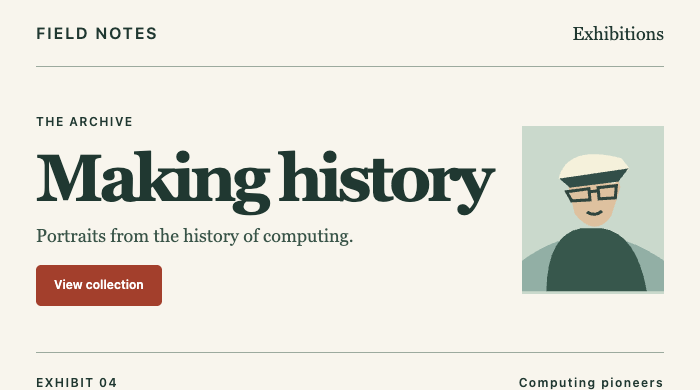 FIELD NOTES
Exhibitions
THE ARCHIVE
Making history
Portraits from the history of computing.
View collection
EXHIBIT 04
Computing pioneers